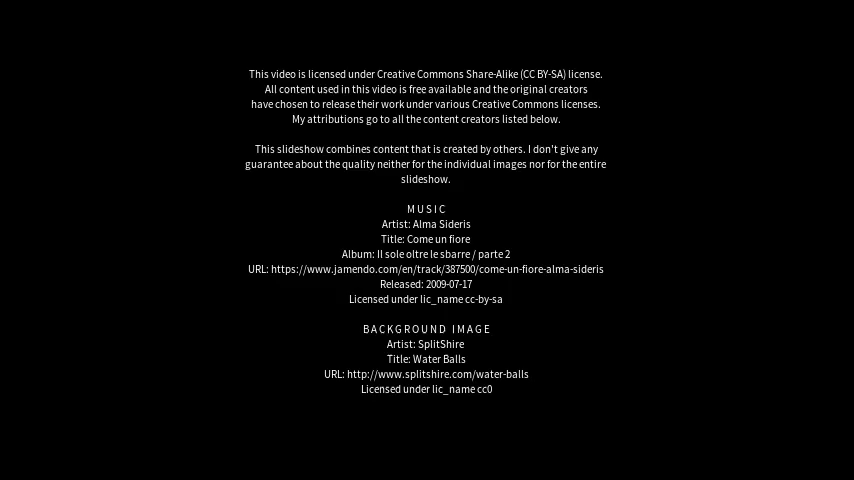 This video is licensed under Creative Commons Share-Alike (CC BY-SA) license.
All content used in this video is free available and the original creators
have chosen to release their work under various Creative Commons licenses.
My attributions go to all the content creators listed below.
This slideshow combines content that is created by others. I don't give any
guarantee about the quality neither for the individual images nor for the entire
slideshow.
MUSIC
Artist: Alma Sideris
Title: Come un fiore
Album: Il sole oltre le sbarre / parte 2
URL: https://www.jamendo.com/en/track/387500/come-un-fiore-alma-sideris
Released: 2009-07-17
Licensed under lic_name cc-by-sa
BACKGROUND IMAGE
Artist: SplitShire
Title: Water Balls
URL: http://www.splitshire.com/water-balls
Licensed under lic_name cc0